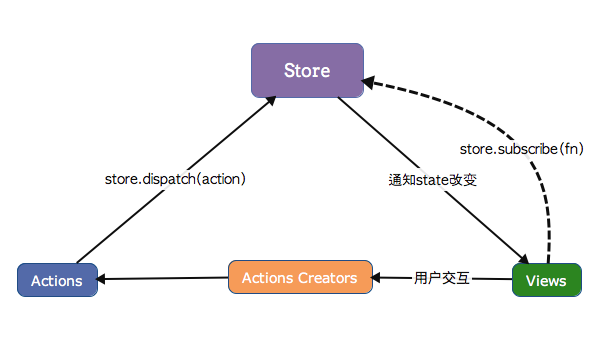 Store
store.subscribe(fn)
store.dispatch(action)
通知state改变
Actions
Actions Creators
用户交互
Views